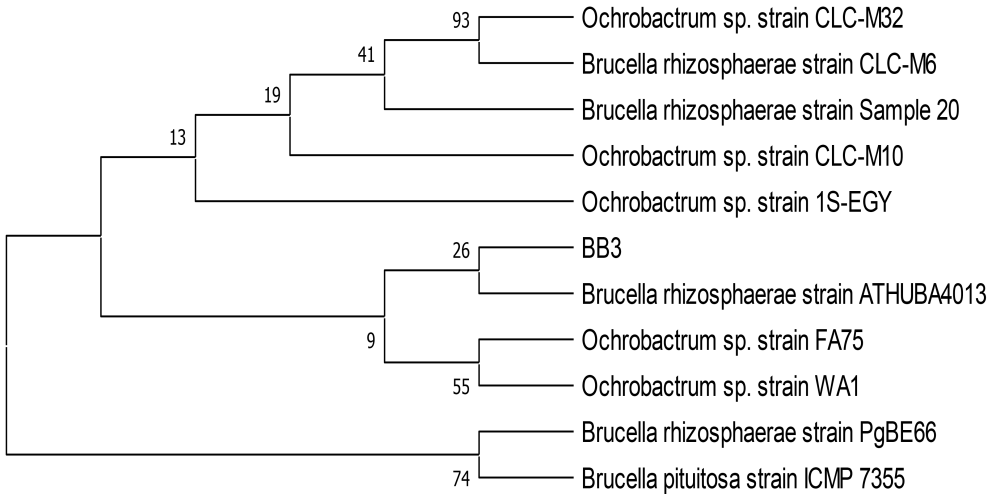 93
Ochrobactrum sp. strain CLC-M32
41
Brucella rhizosphaerae strain CLC-M6
19
Brucella rhizosphaerae strain Sample 20
13
Ochrobactrum sp. strain CLC-M10
Ochrobactrum sp. strain 1S-EGY
26
BB3
Brucella rhizosphaerae strain ATHUBA4013
9
Ochrobactrum sp. strain FA75
55
Ochrobactrum sp. strain WA1
Brucella rhizosphaerae strain PgBE66
74
Brucella pituitosa strain ICMP 7355